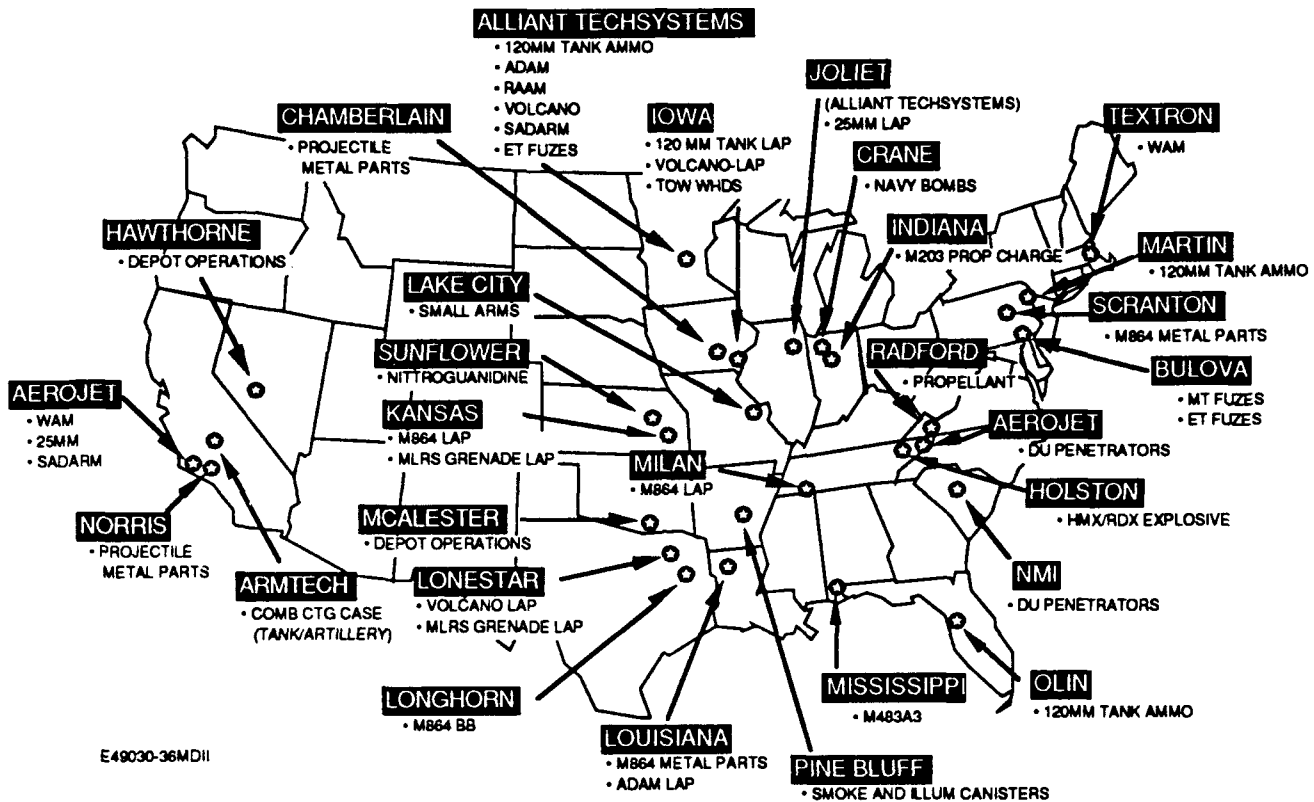 ALLIANT TECHSYSTEMS
• 120MM TANK AMMO
• ADAM
• RAAM
• VOLCANO
• SADARM
• ET FUZES
JOLIET
(ALLIANT TECHSYSTEMS)
• 25MM LAP
TEXTRON
• WAM
CHAMBERLAIN
• PROJECTILE
METAL PARTS
IOWA
• 120 MM TANK LAP
• VOLCANO-LAP
• TOW WHDS
CRANE
• NAVY BOMBS
HAWTHORNE
• DEPOT OPERATIONS
INDIANA
• M203 PROP CHARGE
MARTIN
• 120MM TANK AMMO
LAKE CITY
• SMALL ARMS
SCRANTON
• M864 METAL PARTS
SUNFLOWER
• NITTROGUANIDINE
RADFORD
• PROPELLANT
BULOVA
• MT FUZES
• ET FUZES
AEROJET
• WAM
• 25MM
• SADARM
KANSAS
• M864 LAP
• MLRS GRENADE LAP
AEROJET
• DU PENETRATORS
MILAN
• M864 LAP
HOLSTON
• HMX/RDX EXPLOSIVE
NORRIS
• PROJECTILE
METAL PARTS
MCALESTER
• DEPOT OPERATIONS
ARMTECH
• COMB CTG CASE
(TANK/ARTILLERY)
LONESTAR
• VOLCANO LAP
• MLRS GRENADE LAP
NMI
• DU PENETRATORS
LONGHORN
• M864 BB
MISSISSIPPI
• M483A3
OLIN
• 120MM TANK AMMO
LOUISIANA
• M864 METAL PARTS
• ADAM LAP
PINE BLUFF
• SMOKE AND ILLUM CANISTERS
E49030-36MDII